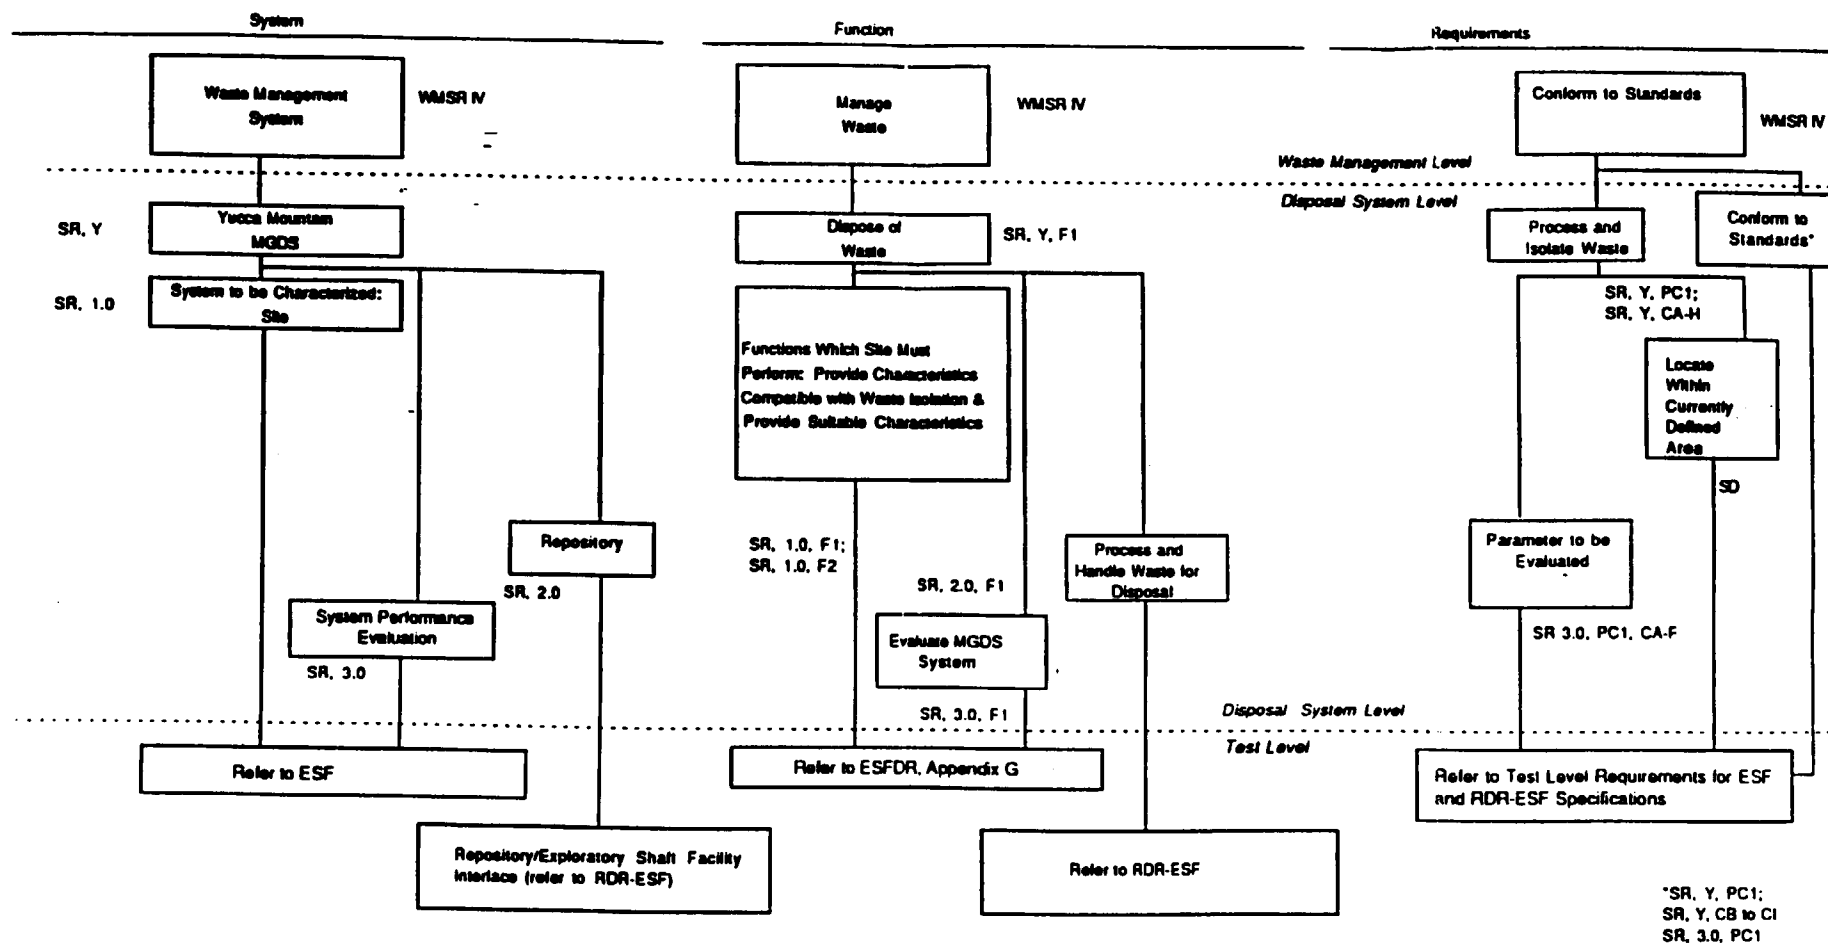 System
Function
Requirements
Waste Management
System
WMSR IV
Manage
Waste
WMSR IV
Conform to Standards
WMSR IV
Waste Management Level
Disposal System Level
SR, Y
Yucca Mountain
MGDS
Dispose of
Waste
SR, Y, F1
Process and
Isolate Waste
Conform to
Standards*
SR, 1.0
System to be Characterized:
Site
Functions Which Site Must
Perform: Provide Characteristics
Compatible with Waste Isolation &
Provide Suitable Characteristics
SR, Y, PC1;
SR, Y, CA-H
Locate
Within
Currently
Defined
Area
SD
Repository
SR, 2.0
SR, 1.0, F1;
SR, 1.0, F2
Process and
Handle Waste for
Disposal
SR, 2.0, F1
Parameter to be
Evaluated
SR 3.0, PC1, CA-F
System Performance
Evaluation
SR, 3.0
Evaluate MGDS
System
SR, 3.0, F1
Disposal System Level
Test Level
Refer to ESF
Refer to ESFDR, Appendix G
Refer to Test Level Requirements for ESF
and RDR-ESF Specifications
Repository/Exploratory Shaft Facility
Interface (refer to RDR-ESF)
Refer to RDR-ESF
*SR, Y, PC1;
SR, Y, CB to CI
SR, 3.0, PC1